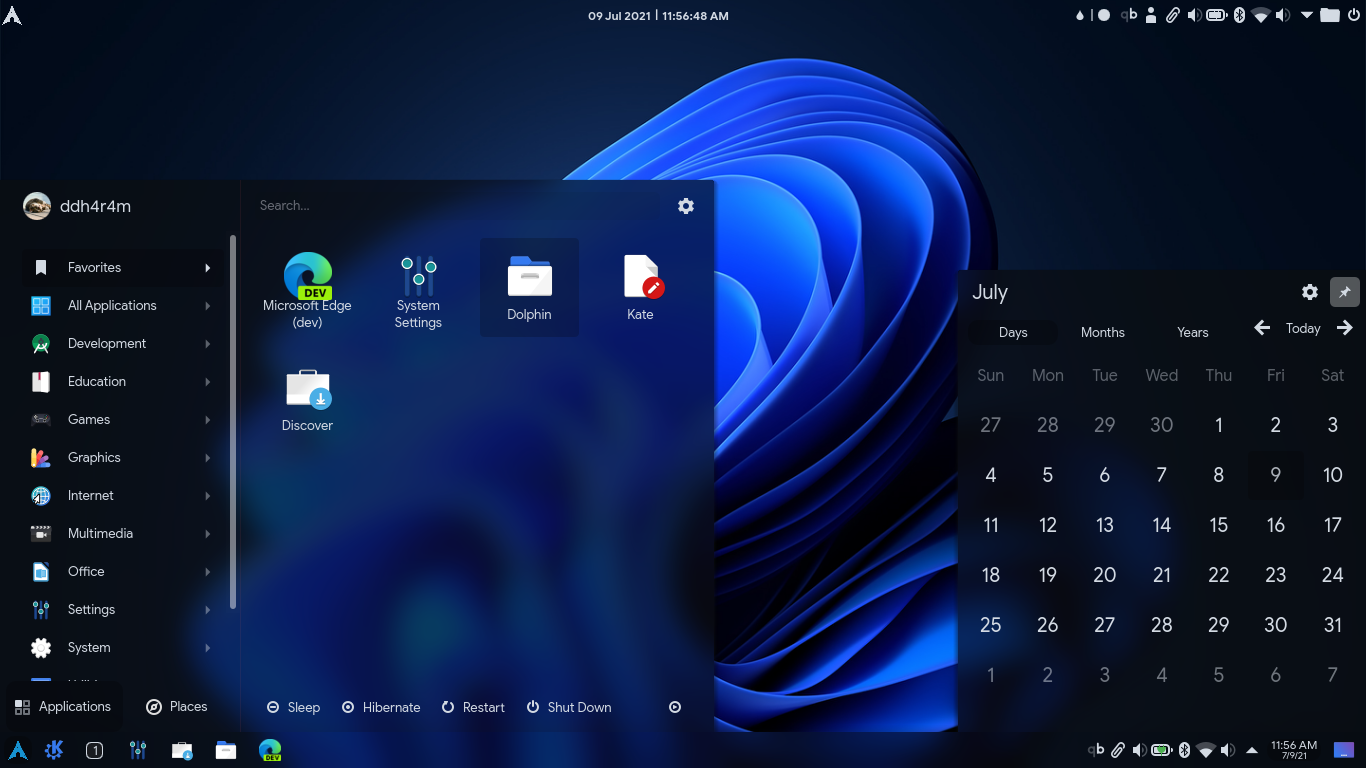 09 Jul 2021 | 11:56:48 AM
qb
ddh4r4m
Search...
Favorites
All Applications
Development
Education
Games
Graphics
Internet
Multimedia
Office
Settings
System
DEV
Microsoft Edge
(dev)
System
Settings
Dolphin
Kate
Discover
Applications
Places
Sleep
Hibernate
Restart
Shut Down
July
Days
Months
Years
Today
Sun Mon Tue Wed Thu Fri Sat
27 28 29 30 1 2 3
4 5 6 7 8 9 10
11 12 13 14 15 16 17
18 19 20 21 22 23 24
25 26 27 28 29 30 31
1 2 3 4 5 6 7
1
DEV
qb
11:56 AM
7/9/21